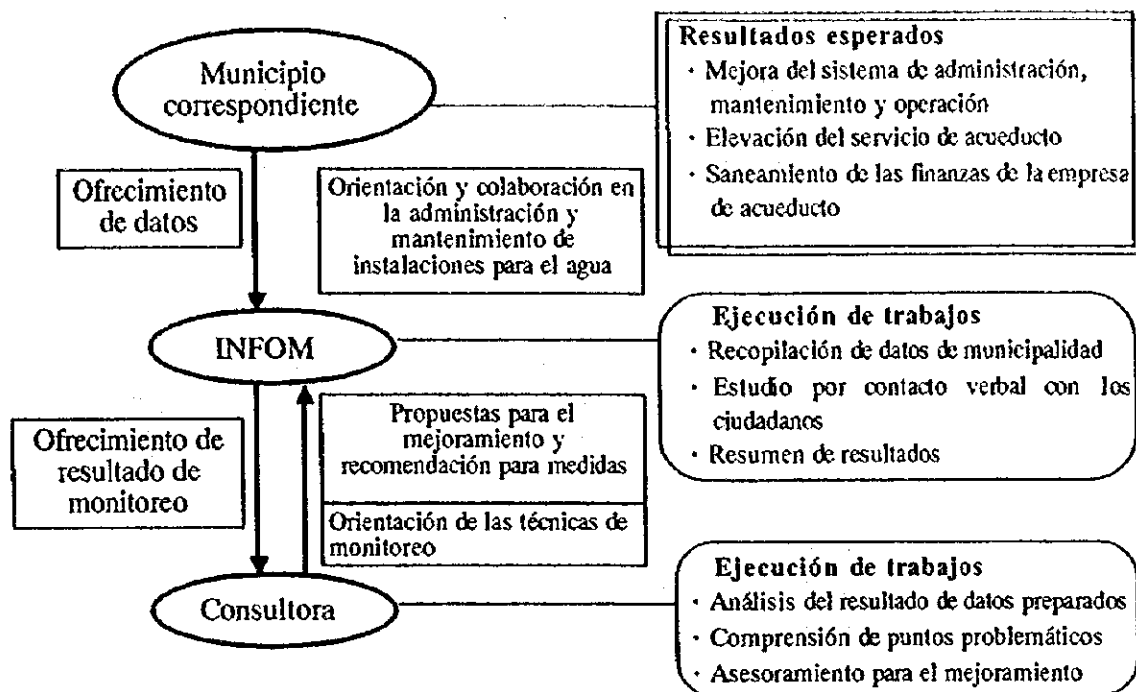 Municipio
correspondiente
Resultados esperados
· Mejora del sistema de administración,
mantenimiento y operación
· Elevación del servicio de acueducto
· Saneamiento de las finanzas de la empresa
de acueducto
Ofrecimiento
de datos
Orientación y colaboración en
la administración y
mantenimiento de
instalaciones para el agua
INFOM
Ejecución de trabajos
· Recopilación de datos de municipalidad
· Estudio por contacto verbal con los
ciudadanos
· Resumen de resultados
Ofrecimiento de
resultado de
monitoreo
Propuestas para el
mejoramiento y
recomendación para medidas
Orientación de las técnicas de
monitoreo
Consultora
Ejecución de trabajos
· Análisis del resultado de datos preparados
· Comprensión de puntos problemáticos
· Asesoramiento para el mejoramiento